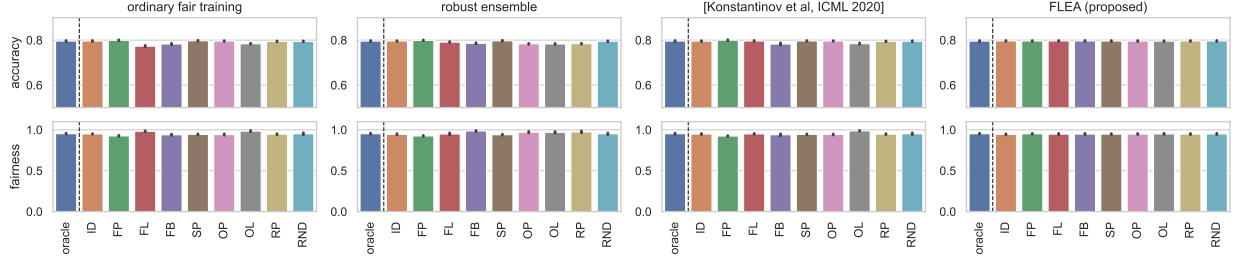 ordinary fair training
robust ensemble
[Konstantinov et al, ICML 2020]
FLEA (proposed)
accuracy
0.8
0.6
0.8
0.6
0.8
0.6
0.8
0.6
fairness
1.0
0.5
0.0
1.0
0.5
0.0
1.0
0.5
0.0
1.0
0.5
0.0
oracle ID FP FL FB SP OP OL RP RND
oracle ID FP FL FB SP OP OL RP RND
oracle ID FP FL FB SP OP OL RP RND
oracle ID FP FL FB SP OP OL RP RND